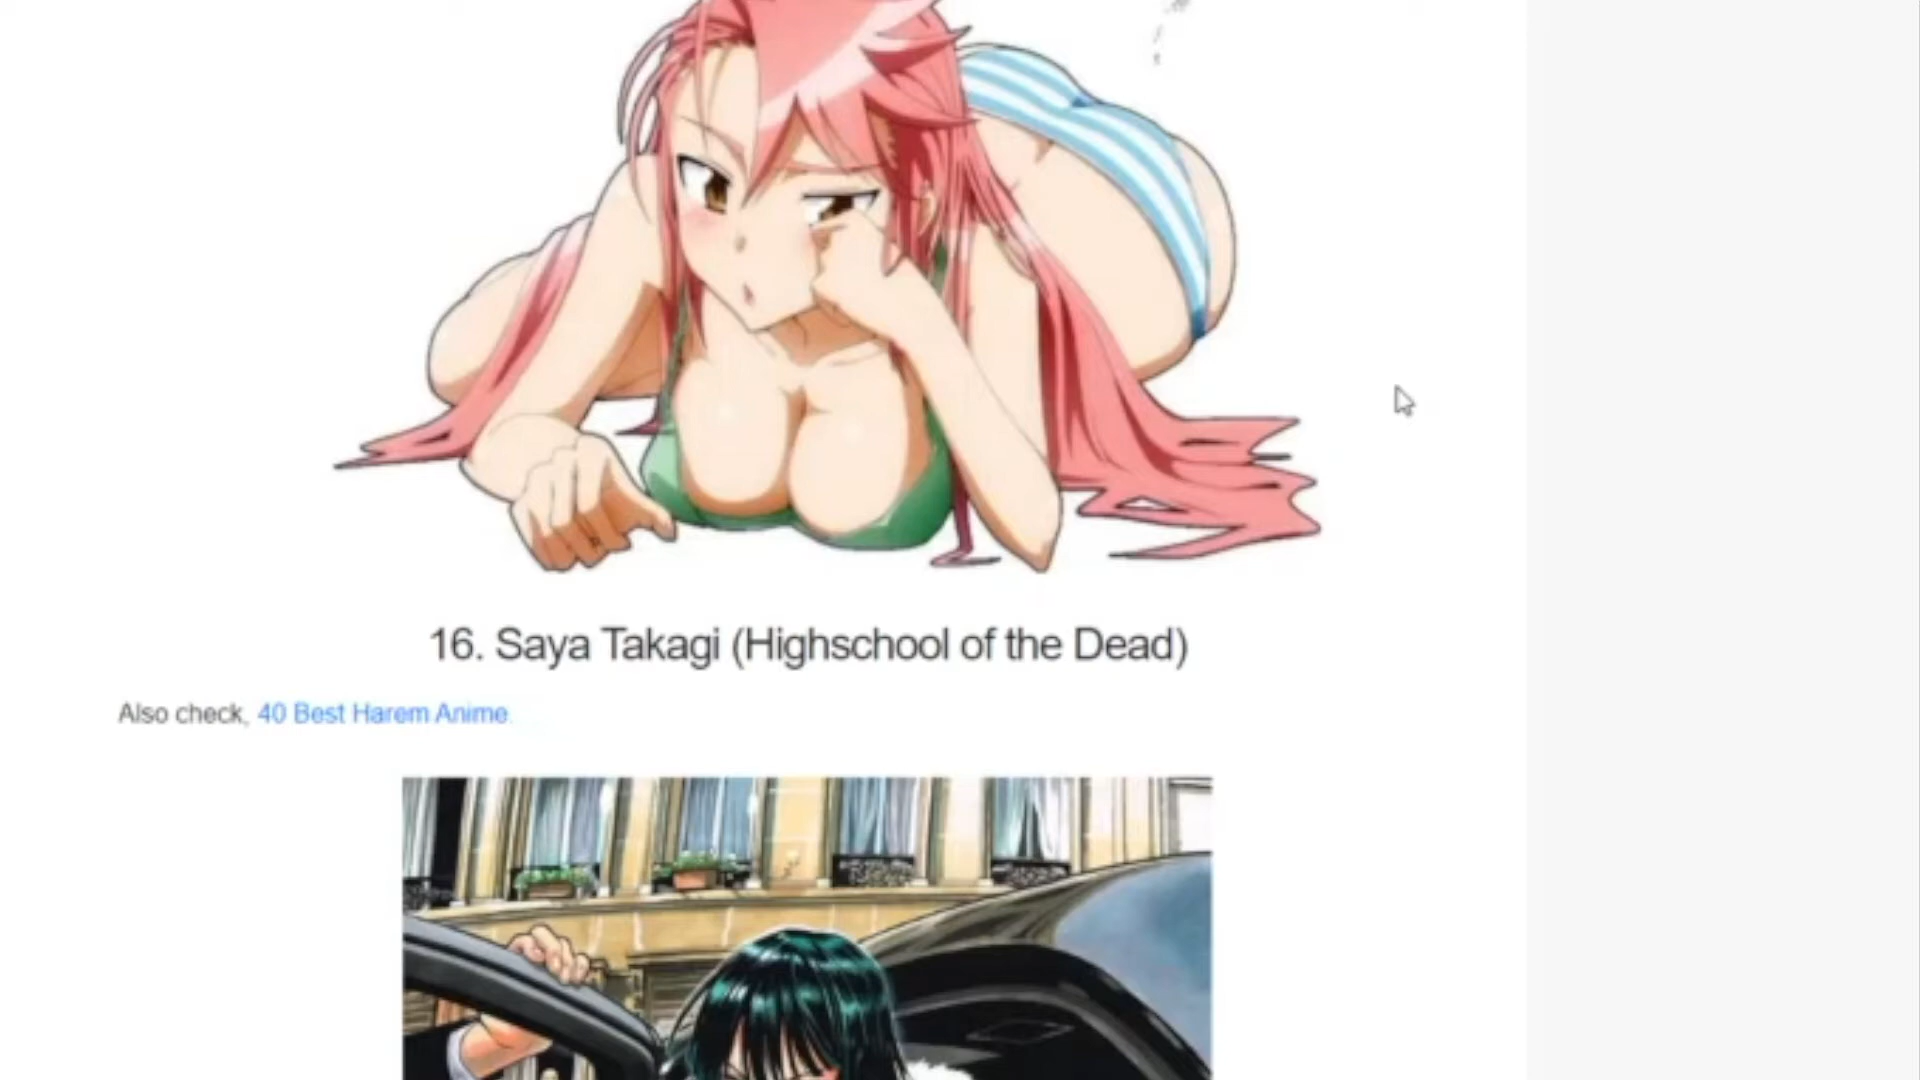 16. Saya Takagi (Highschool of the Dead)
Also check, 40 Best Harem Anime